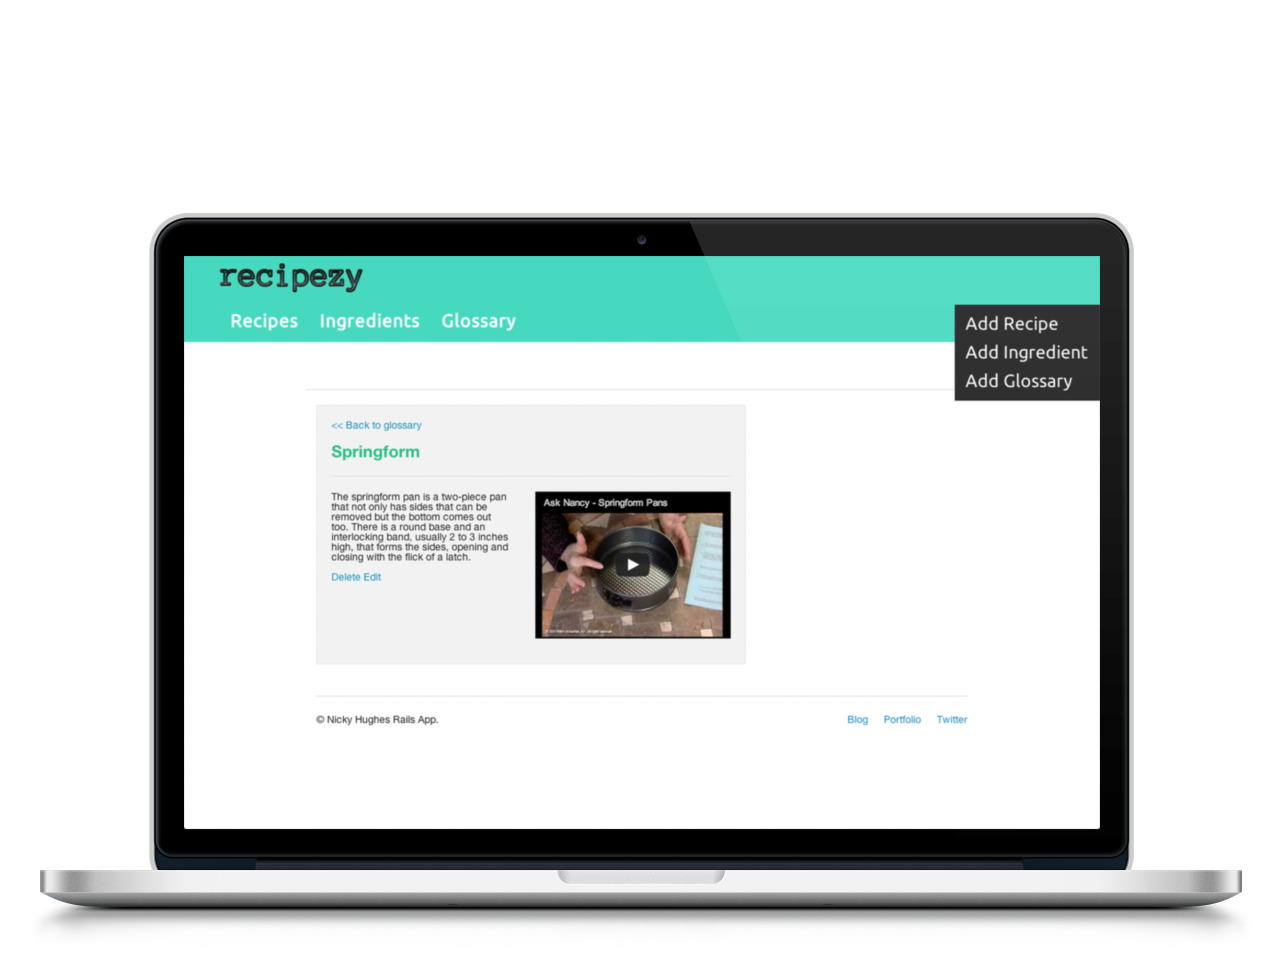 recipezy
Recipes Ingredients Glossary
Add Recipe
Add Ingredient
Add Glossary
<< Back to glossary
Springform
The springform pan is a two-piece pan
that not only has sides that can be
removed but the bottom comes out
too. There is a round base and an
interlocking band, usually 2 to 3 inches
high, that forms the sides, opening and
closing with the flick of a latch.
Delete Edit
Ask Nancy - Springform Pans
© Nicky Hughes Rails App.
Blog Portfolio Twitter